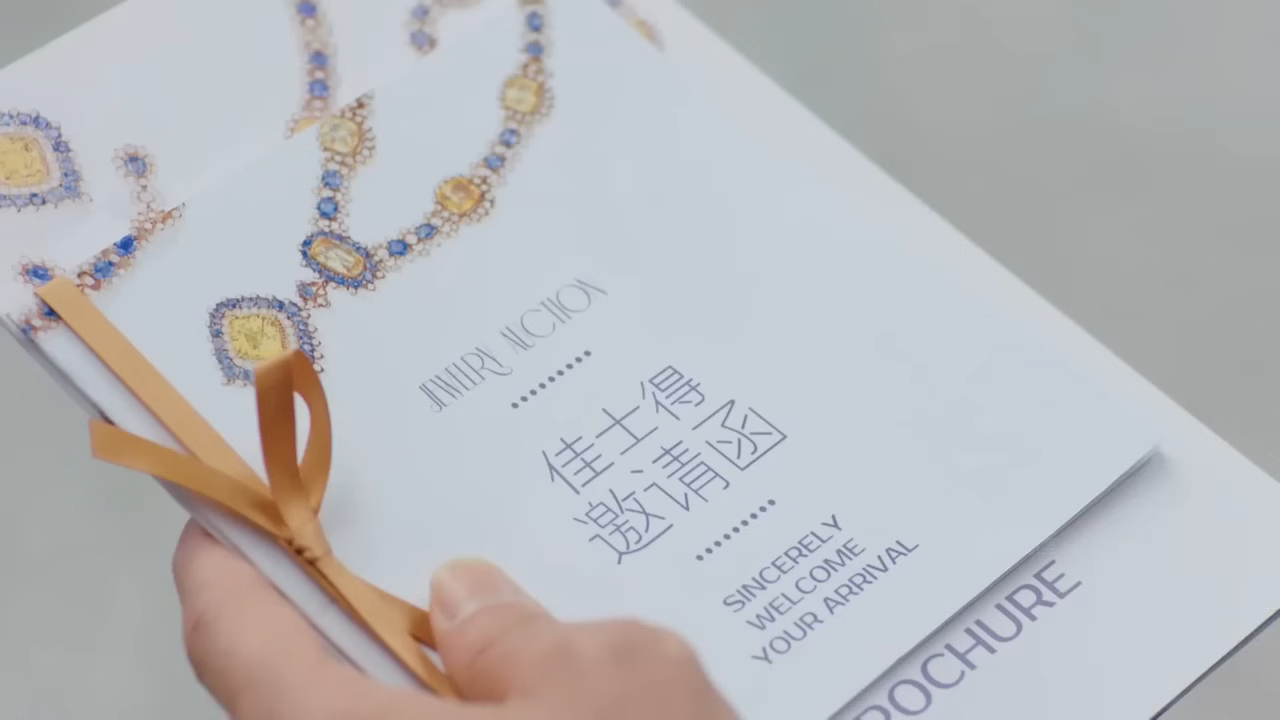 JEWELRY AUCTION
佳士得
邀请函
SINCERELY
WELCOME
YOUR ARRIVAL
ROCHURE